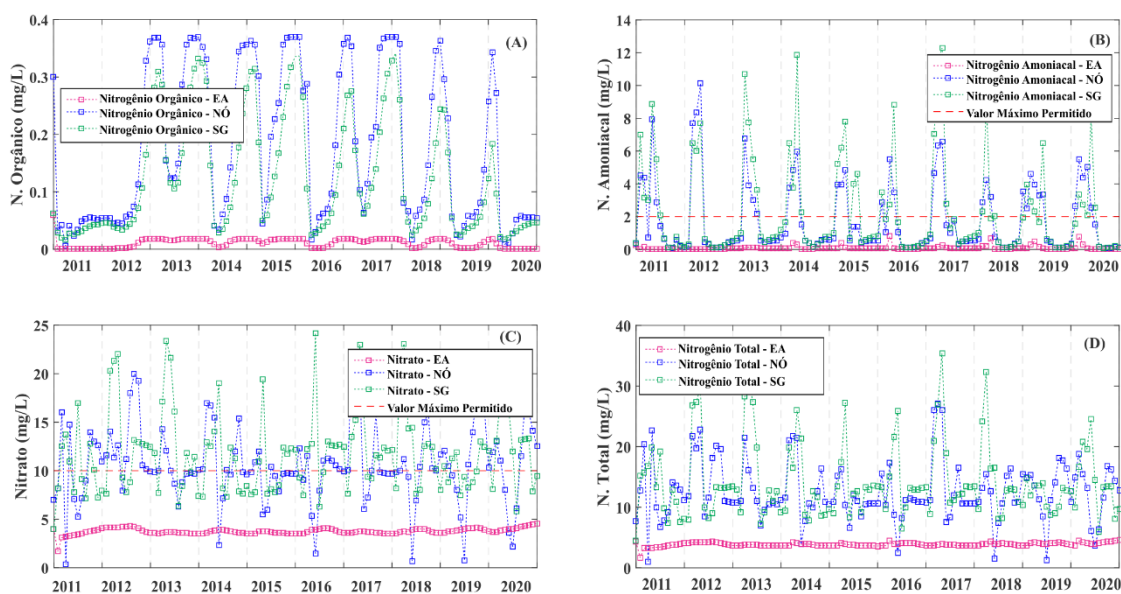 (A)
N. Orgânico (mg/L)
0.4
0.3
0.2
0.1
0
Nitrogênio Orgânico - EA
Nitrogênio Orgânico - NÓ
Nitrogênio Orgânico - SG
2011 2012 2013 2014 2015 2016 2017 2018 2019 2020
(B)
N. Amoniacal (mg/L)
14
12
10
8
6
4
2
0
Nitrogênio Amoniacal - EA
Nitrogênio Amoniacal - NÓ
Nitrogênio Amoniacal - SG
Valor Máximo Permitido
2011 2012 2013 2014 2015 2016 2017 2018 2019 2020
(C)
Nitrato (mg/L)
25
20
15
10
5
0
Nitrato - EA
Nitrato - NÓ
Nitrato - SG
Valor Máximo Permitido
2011 2012 2013 2014 2015 2016 2017 2018 2019 2020
(D)
N. Total (mg/L)
40
30
20
10
0
Nitrogênio Total - EA
Nitrogênio Total - NÓ
Nitrogênio Total - SG
2011 2012 2013 2014 2015 2016 2017 2018 2019 2020